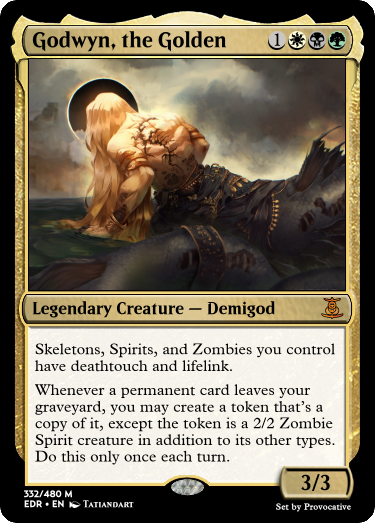 Godwyn, the Golden 1
Legendary Creature — Demigod
Skeletons, Spirits, and Zombies you control
have deathtouch and lifelink.
Whenever a permanent card leaves your
graveyard, you may create a token that's a
copy of it, except the token is a 2/2 Zombie
Spirit creature in addition to its other types.
Do this only once each turn.
3/3
332/480 M
EDR • EN Tatiandart
Set by Provocative